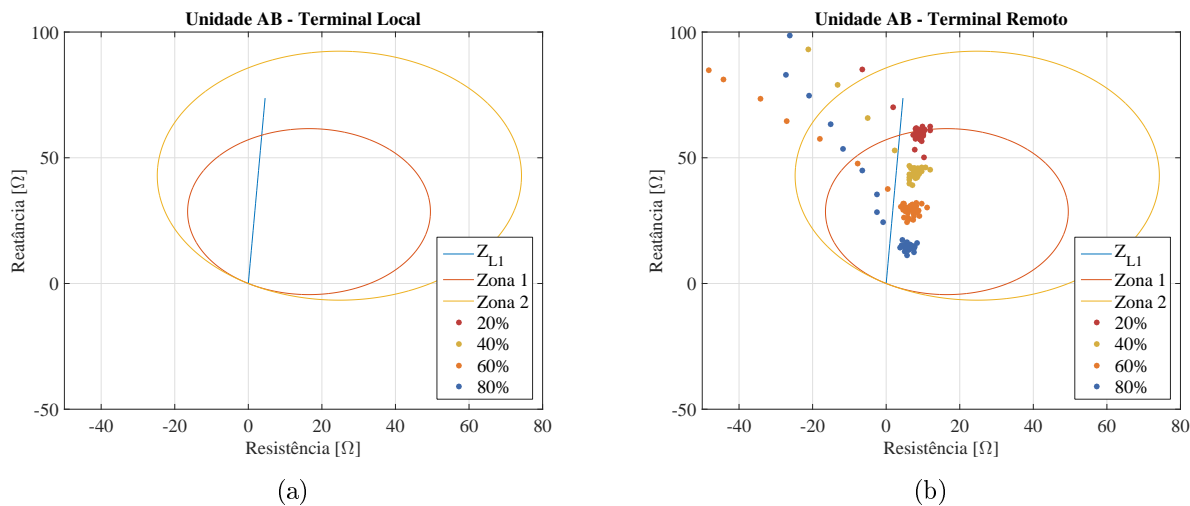 Unidade AB - Terminal Local
100
50
0
-50
Reatância [Ω]
-40
-20
0
20
40
60
80
Resistência [Ω]
Z_L1
Zona 1
Zona 2
20%
40%
60%
80%
(a)
Unidade AB - Terminal Remoto
100
50
0
-50
Reatância [Ω]
-40
-20
0
20
40
60
80
Resistência [Ω]
Z_L1
Zona 1
Zona 2
20%
40%
60%
80%
(b)